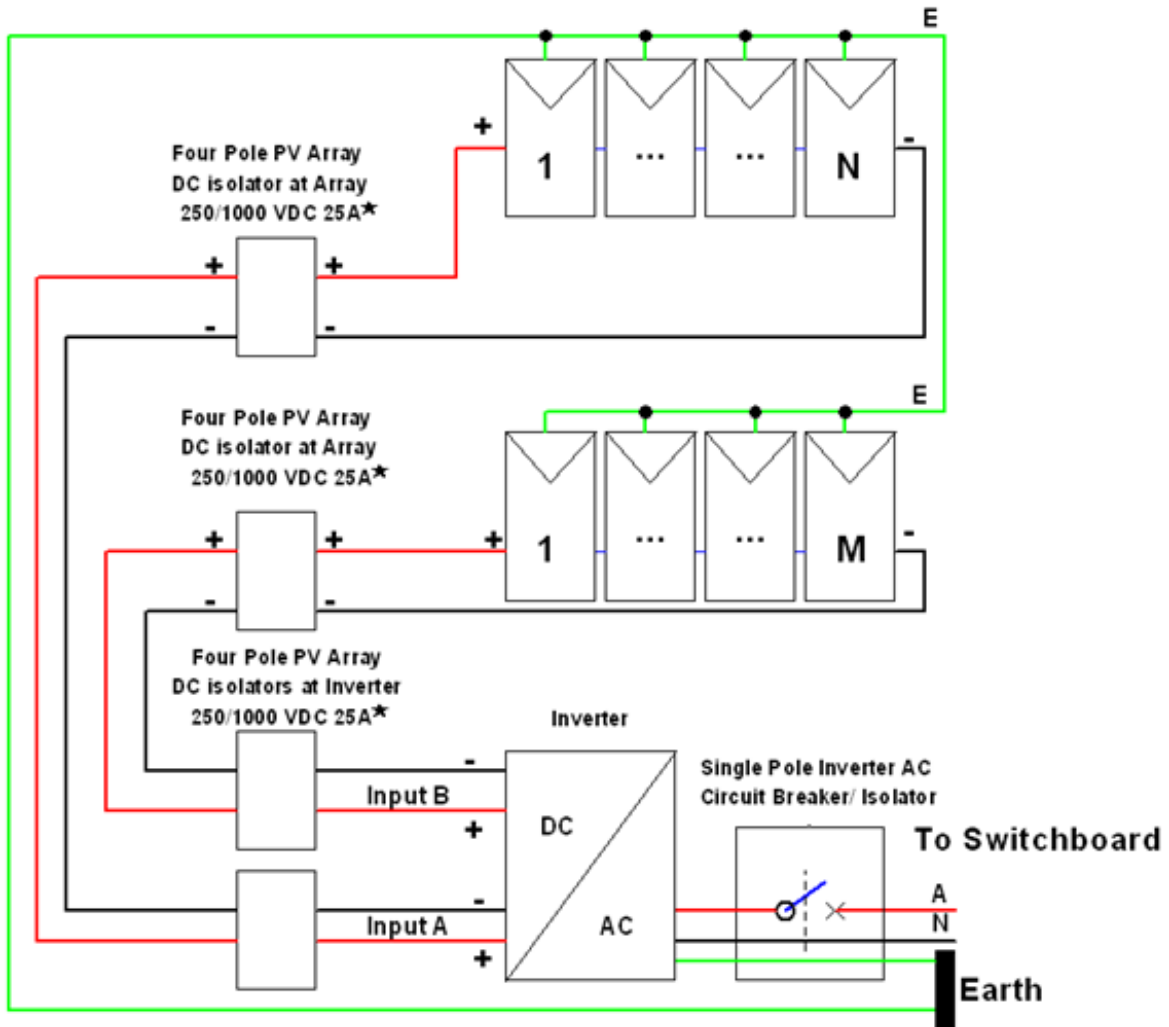 E
+
1
...
...
N
-
Four Pole PV Array
DC isolator at Array
250/1000 VDC 25A★
+
+
-
-
E
Four Pole PV Array
DC isolator at Array
250/1000 VDC 25A★
+
+
+
1
...
...
M
-
-
-
Four Pole PV Array
DC isolators at Inverter
250/1000 VDC 25A★
Inverter
-
Input B
+
DC
Single Pole Inverter AC
Circuit Breaker/ Isolator
To Switchboard
-
Input A
+
AC
A
N
Earth